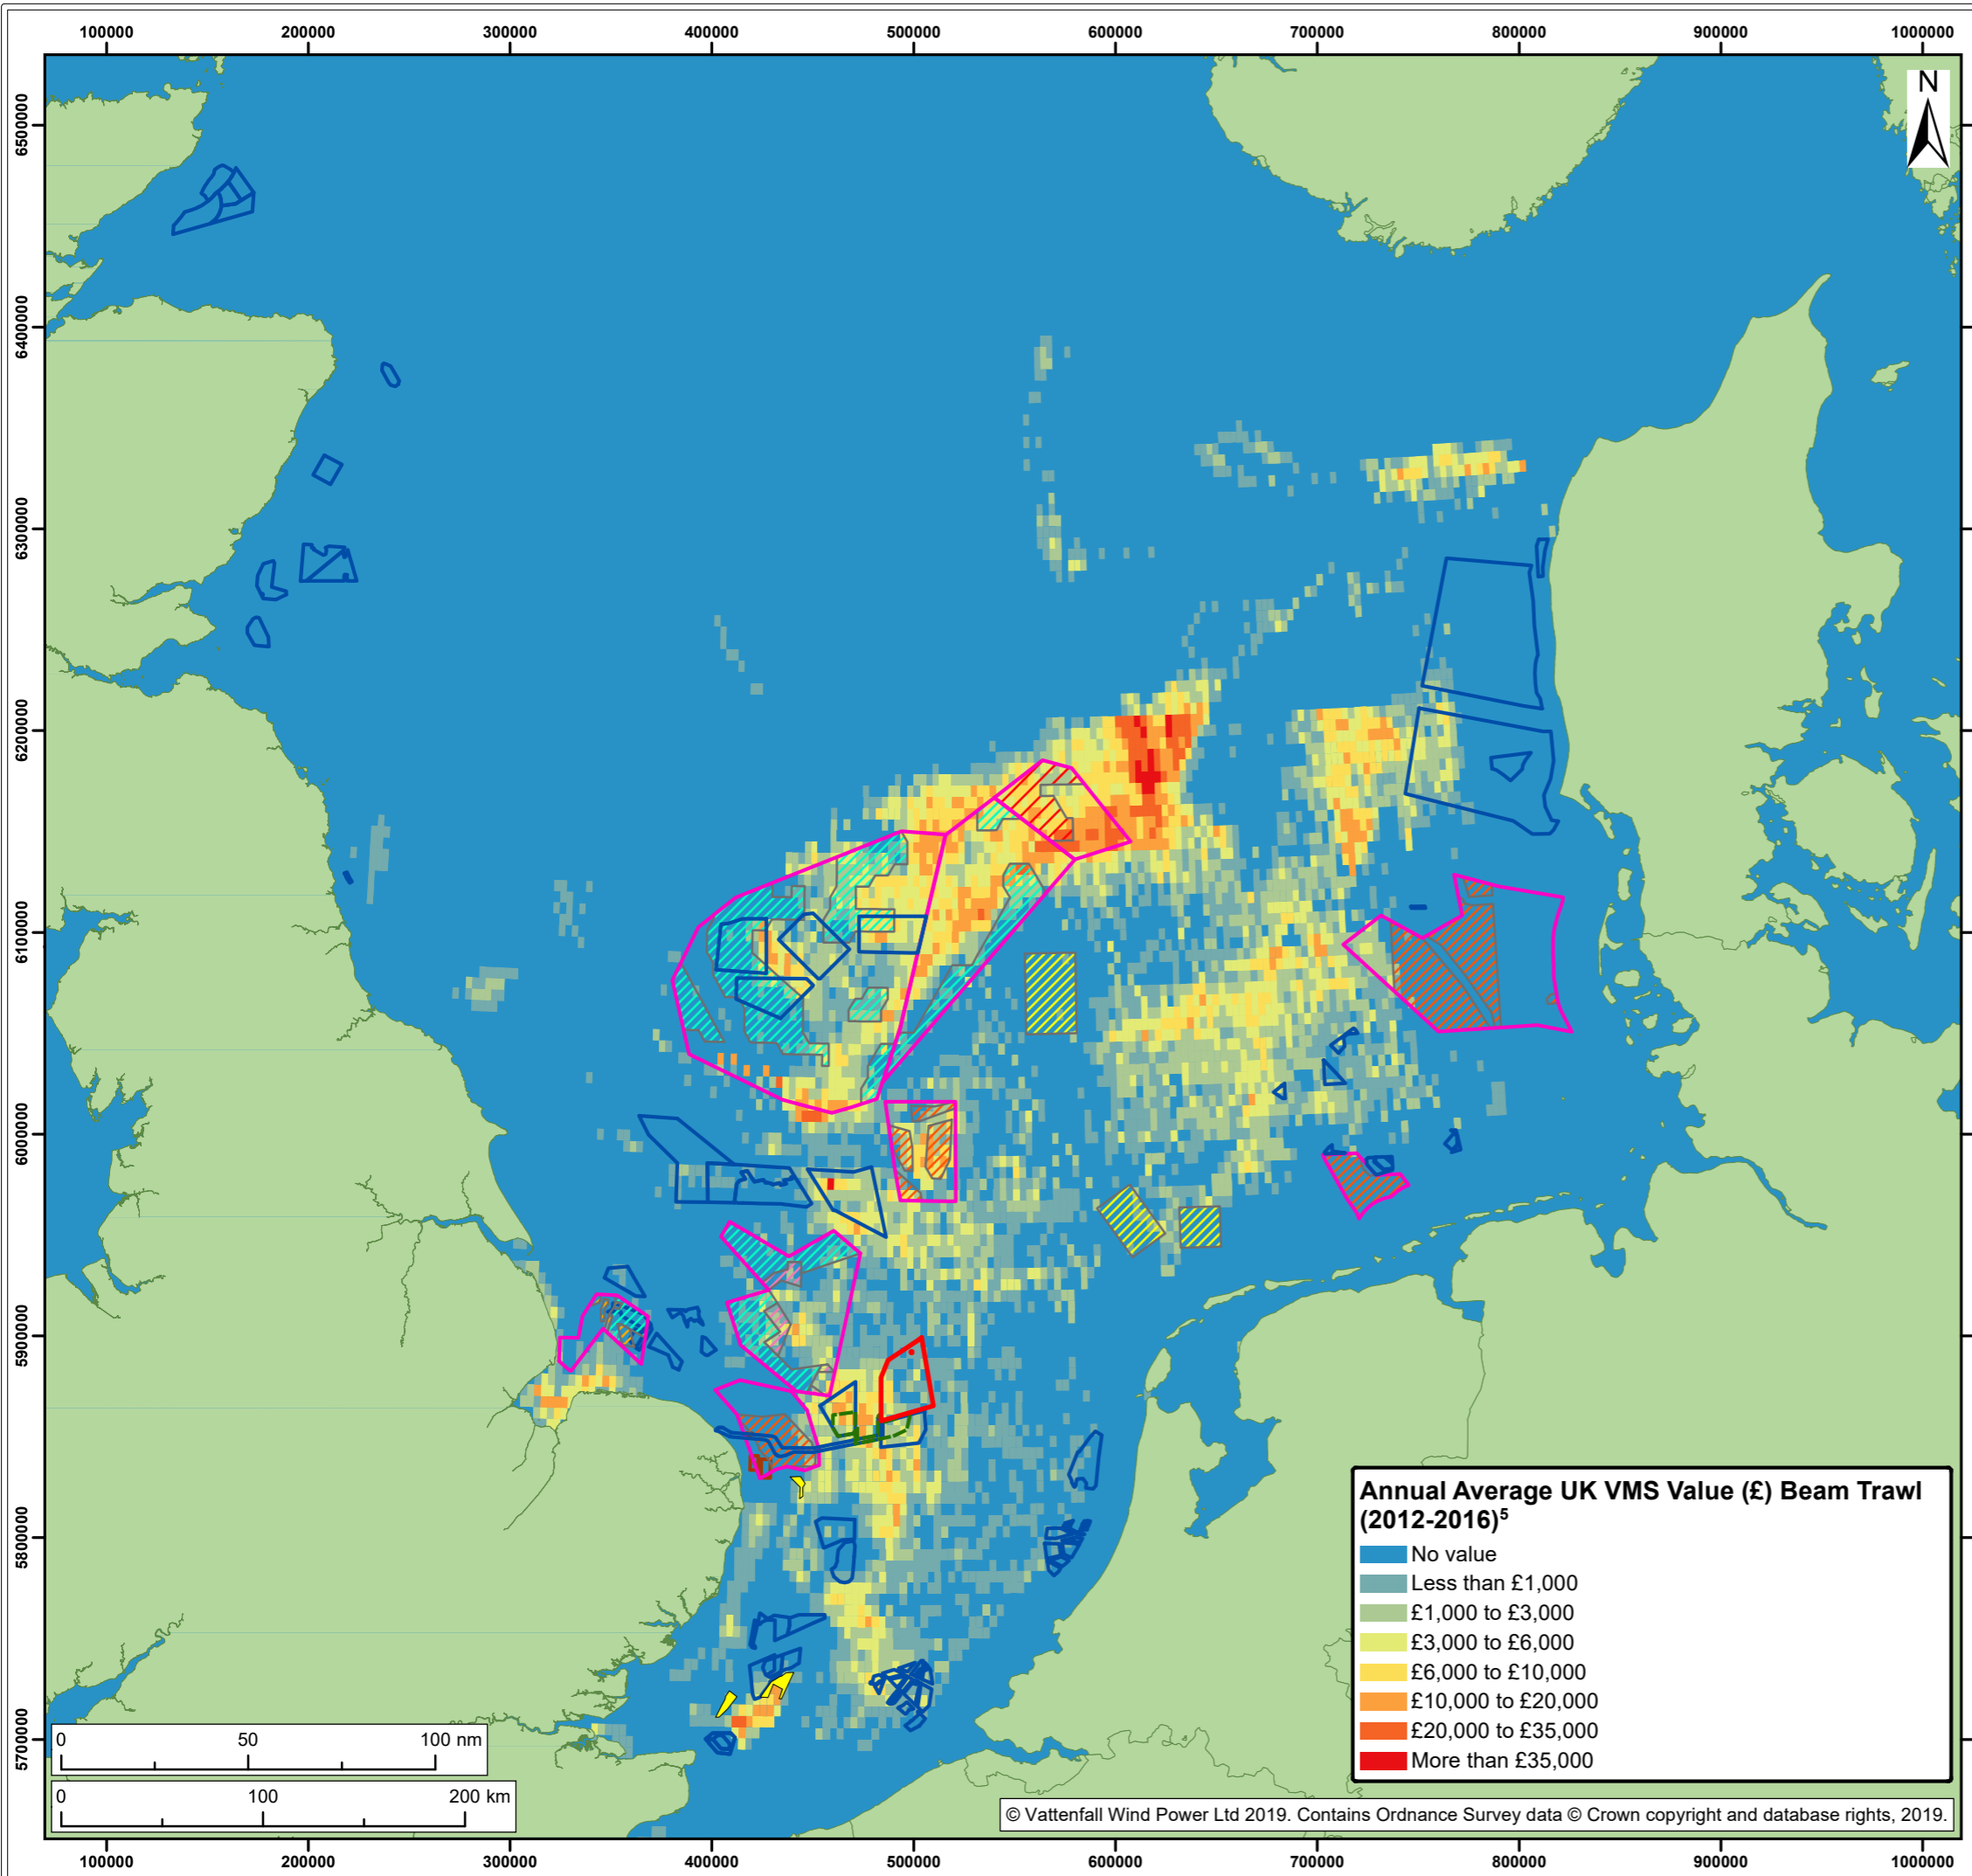 100000 200000 300000 400000 500000 600000 700000 800000 900000 1000000
N
6500000
6400000
6300000
6200000
6100000
6000000
5900000
5800000
5700000
Annual Average UK VMS Value (£) Beam Trawl
(2012-2016)5
No value
Less than £1,000
£1,000 to £3,000
£3,000 to £6,000
£6,000 to £10,000
£10,000 to £20,000
£20,000 to £35,000
More than £35,000
0 50 100 nm
0 100 200 km
© Vattenfall Wind Power Ltd 2019. Contains Ordnance Survey data © Crown copyright and database rights, 2019.
100000 200000 300000 400000 500000 600000 700000 800000 900000 1000000